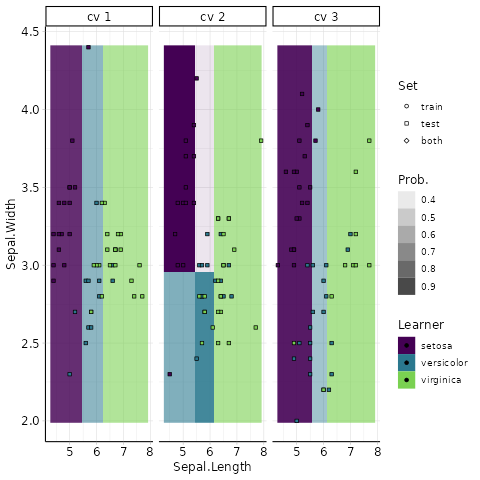 cv 1
cv 2
cv 3
4.5
4.0
3.5
3.0
2.5
2.0
Sepal.Width
5 6 7 8
5 6 7 8
5 6 7 8
Sepal.Length
Set
train
test
both
Prob.
0.4
0.5
0.6
0.7
0.8
0.9
Learner
setosa
versicolor
virginica